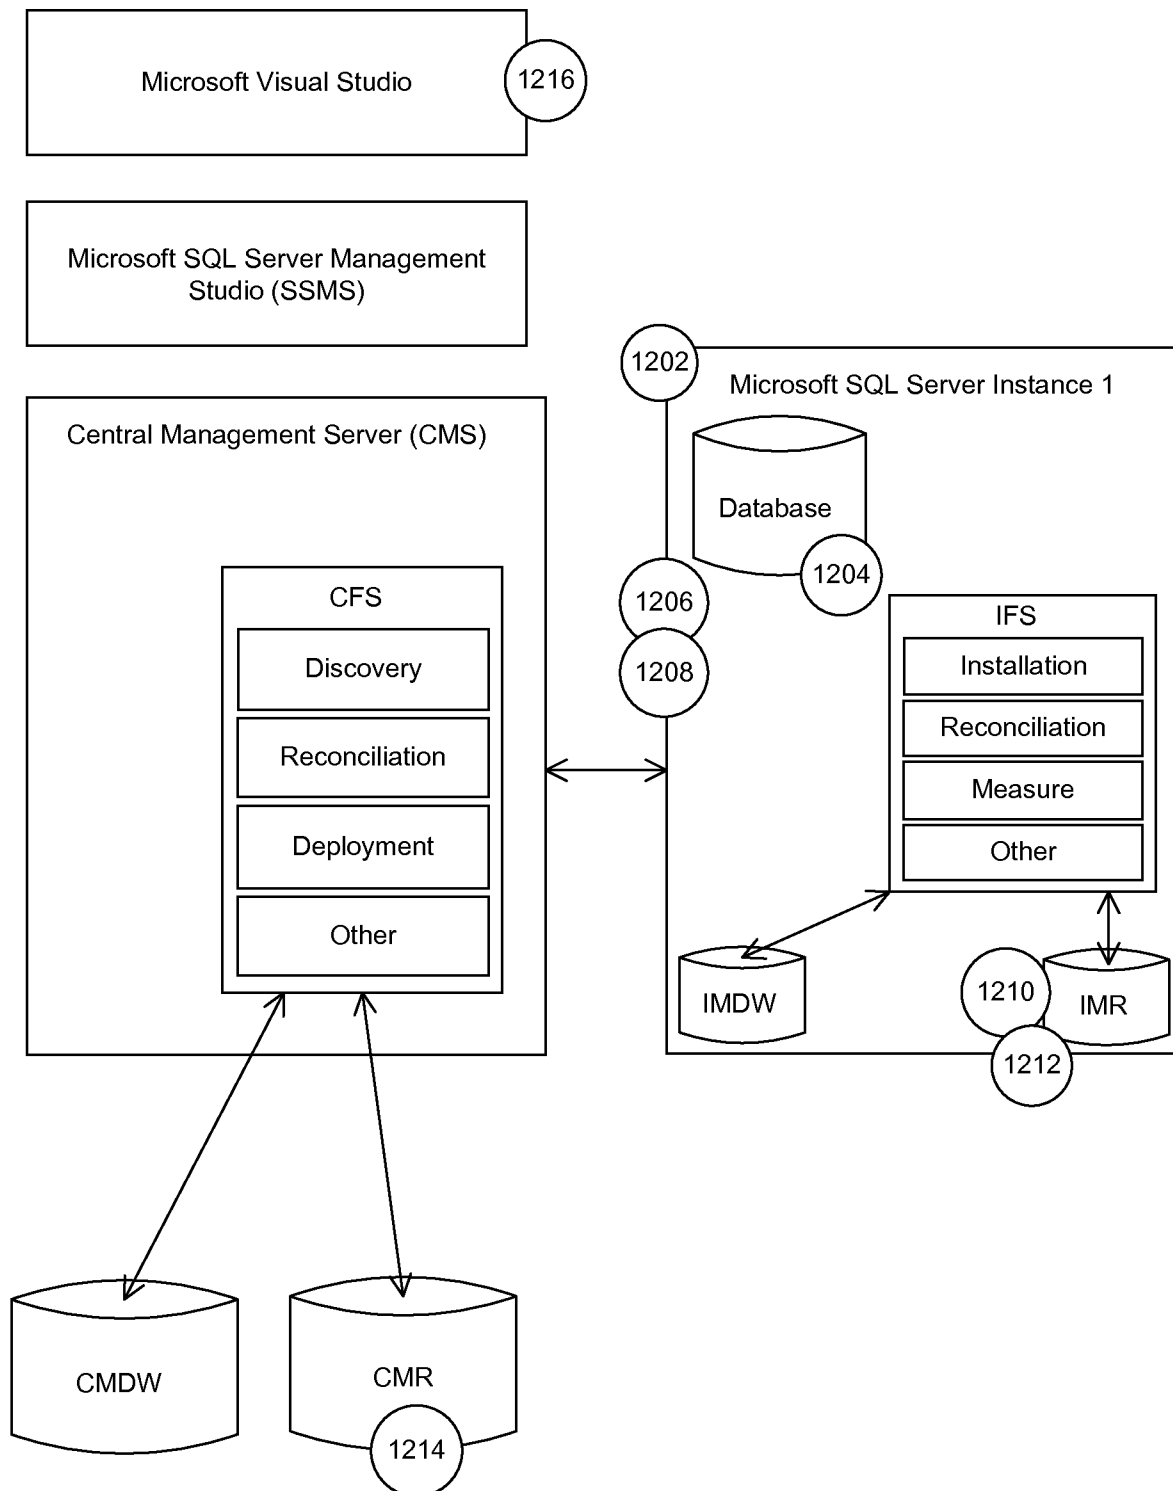 Microsoft Visual Studio
1216
Microsoft SQL Server Management
Studio (SSMS)
Central Management Server (CMS)
CFS
Discovery
Reconciliation
Deployment
Other
1202
Microsoft SQL Server Instance 1
Database
1204
1206
1208
IFS
Installation
Reconciliation
Measure
Other
IMDW
1210
IMR
1212
CMDW
CMR
1214